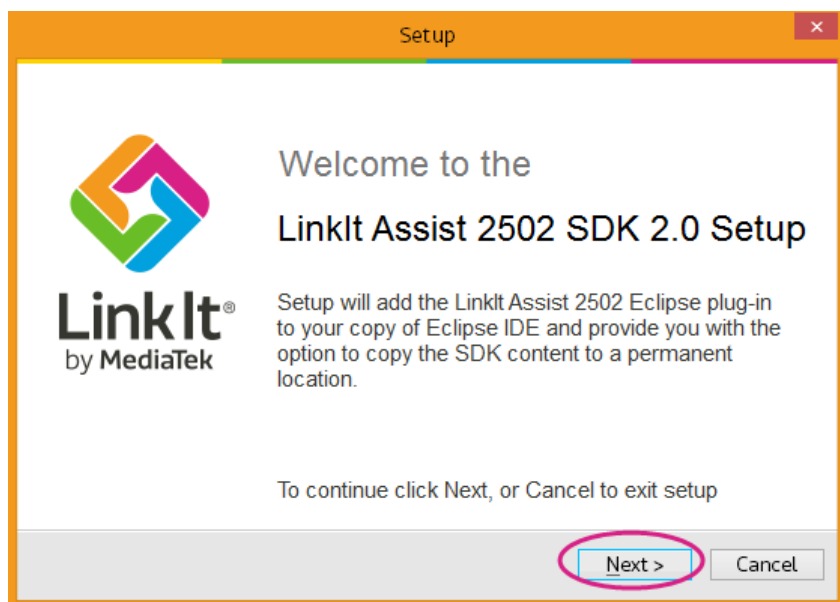 Setup
Welcome to the
LinkIt Assist 2502 SDK 2.0 Setup
LinkIt®
by MediaTek
Setup will add the LinkIt Assist 2502 Eclipse plug-in
to your copy of Eclipse IDE and provide you with the
option to copy the SDK content to a permanent
location.
To continue click Next, or Cancel to exit setup
Next >
Cancel